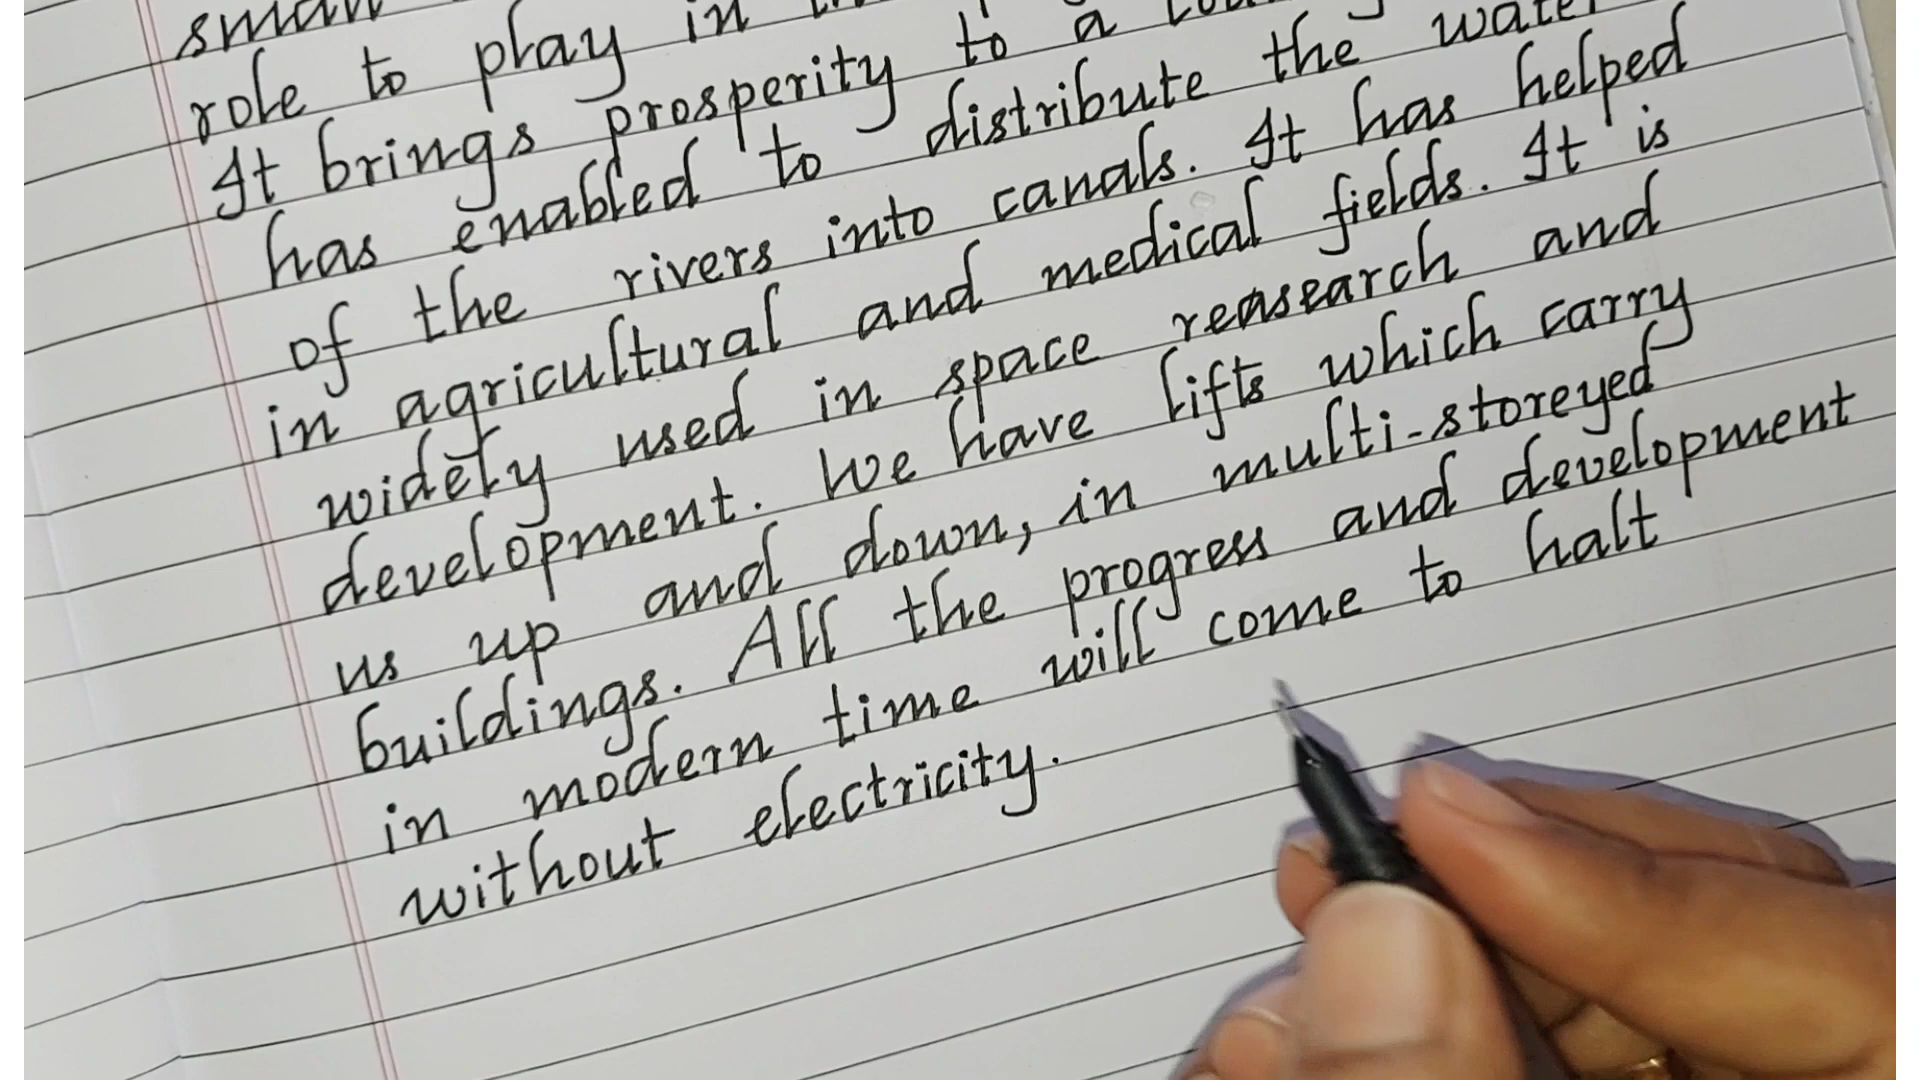 small
role to play in
It brings prosperity to a
has enabled to distribute the water
of the rivers into canals. It has helped
in agricultural and medical fields. It is
widely used in space reasearch and
development. We have lifts which carry
us up and down, in multi-storeyed
buildings. All the progress and development
in modern time will come to halt
without electricity.